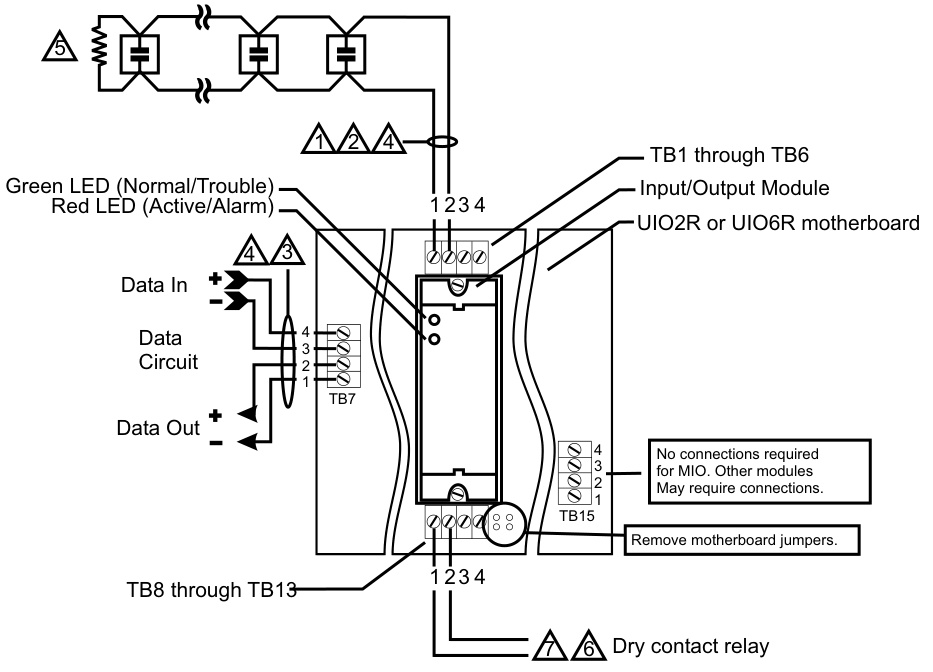 5
1 2 4
TB1 through TB6
Green LED (Normal/Trouble)
Input/Output Module
Red LED (Active/Alarm)
1 2 3 4
UIO2R or UIO6R motherboard
4 3
Data In
+
-
Data
Circuit
4
3
2
1
TB7
+
Data Out
-
4
3
2
1
TB15
No connections required
for MIO. Other modules
May require connections.
Remove motherboard jumpers.
1 2 3 4
TB8 through TB13
7 6 Dry contact relay